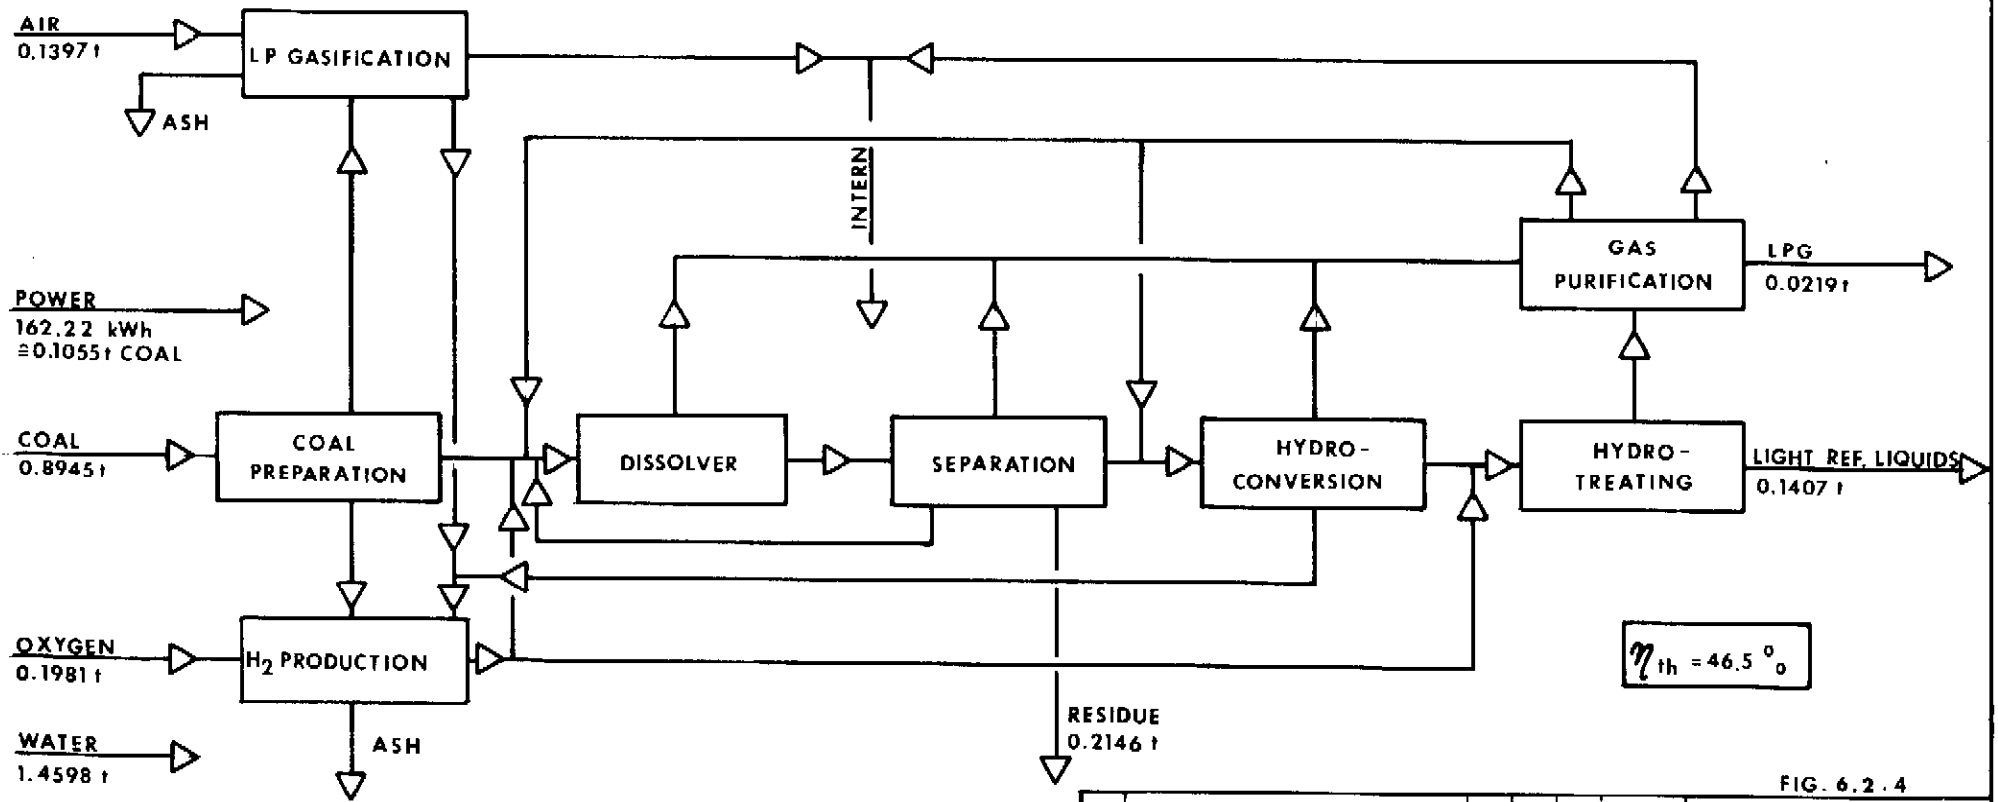 AIR
0.1397 t
LP GASIFICATION
ASH
INTERN
GAS
PURIFICATION
LPG
0.0219 t
POWER
162.22 kWh
≅0.1055 t COAL
COAL
0.8945 t
COAL
PREPARATION
DISSOLVER
SEPARATION
HYDRO-
CONVERSION
HYDRO-
TREATING
LIGHT REF. LIQUIDS
0.1407 t
OXYGEN
0.1981 t
H2 PRODUCTION
ηth = 46.5 %
WATER
1.4598 t
ASH
RESIDUE
0.2146 t
FIG. 6.2.4